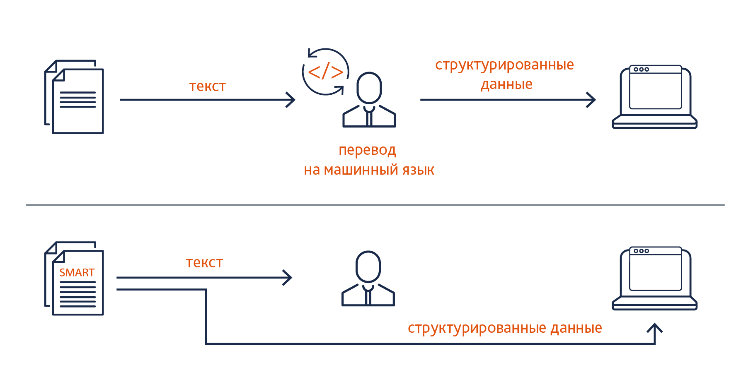 текст
</>
структурированные
данные
перевод
на машинный язык
SMART
текст
структурированные данные